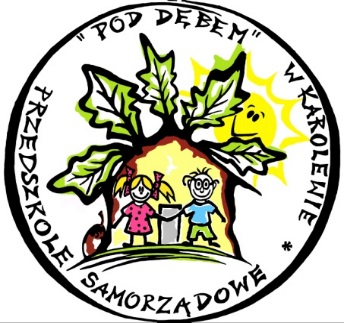 PRZEDSZKOLE SAMORZĄDOWE
"POD DĘBEM"
W KAROLEWIE *